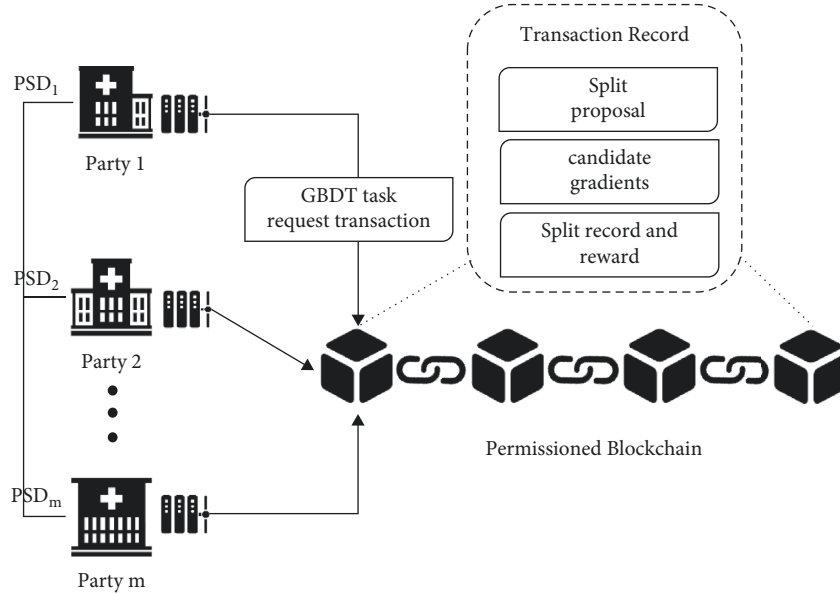 Transaction Record
Split
proposal
candidate
gradients
Split record and
reward
PSD1
Party 1
GBDT task
request transaction
PSD2
Party 2
Permissioned Blockchain
PSDm
Party m